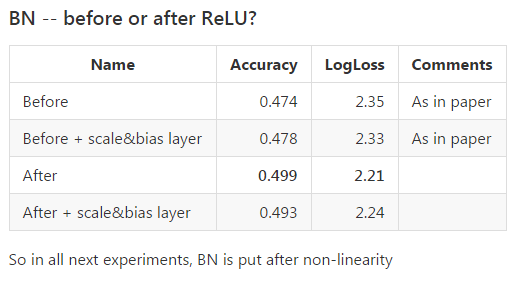 BN -- before or after ReLU?
Name Accuracy LogLoss Comments
Before 0.474 2.35 As in paper
Before + scale&bias layer 0.478 2.33 As in paper
After 0.499 2.21
After + scale&bias layer 0.493 2.24
So in all next experiments, BN is put after non-linearity